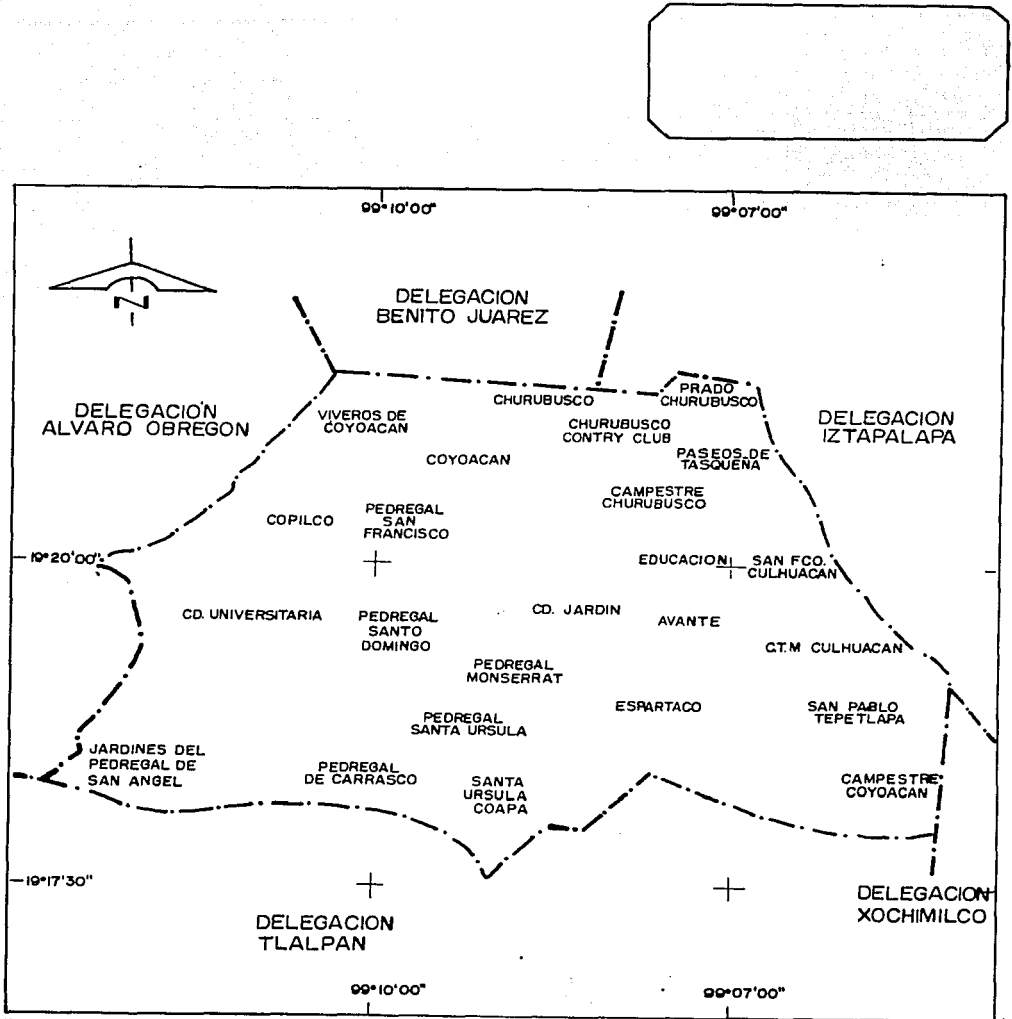 99°10'00"
99°07'00"
N
DELEGACION
BENITO JUAREZ
DELEGACIÓN
ALVARO OBREGON
DELEGACION
IZTAPALAPA
PRADO
CHURUBUSCO
CHURUBUSCO
VIVEROS DE
COYOACAN
CHURUBUSCO
CONTRY CLUB
COYOACAN
PASEOS DE
TASQUEÑA
CAMPESTRE
CHURUBUSCO
COPILCO
PEDREGAL
SAN
FRANCISCO
19°20'00"
EDUCACION
SAN FCO.
CULHUACAN
CD. UNIVERSITARIA
PEDREGAL
SANTO
DOMINGO
CD. JARDIN
AVANTE
C.T.M CULHUACAN
PEDREGAL
MONSERRAT
ESPARTACO
SAN PABLO
TEPETLAPA
PEDREGAL
SANTA URSULA
JARDINES DEL
PEDREGAL DE
SAN ANGEL
PEDREGAL
DE CARRASCO
SANTA
URSULA
COAPA
CAMPESTRE
COYOACAN
19°17'30"
DELEGACION
XOCHIMILCO
DELEGACION
TLALPAN
99°10'00"
99°07'00"